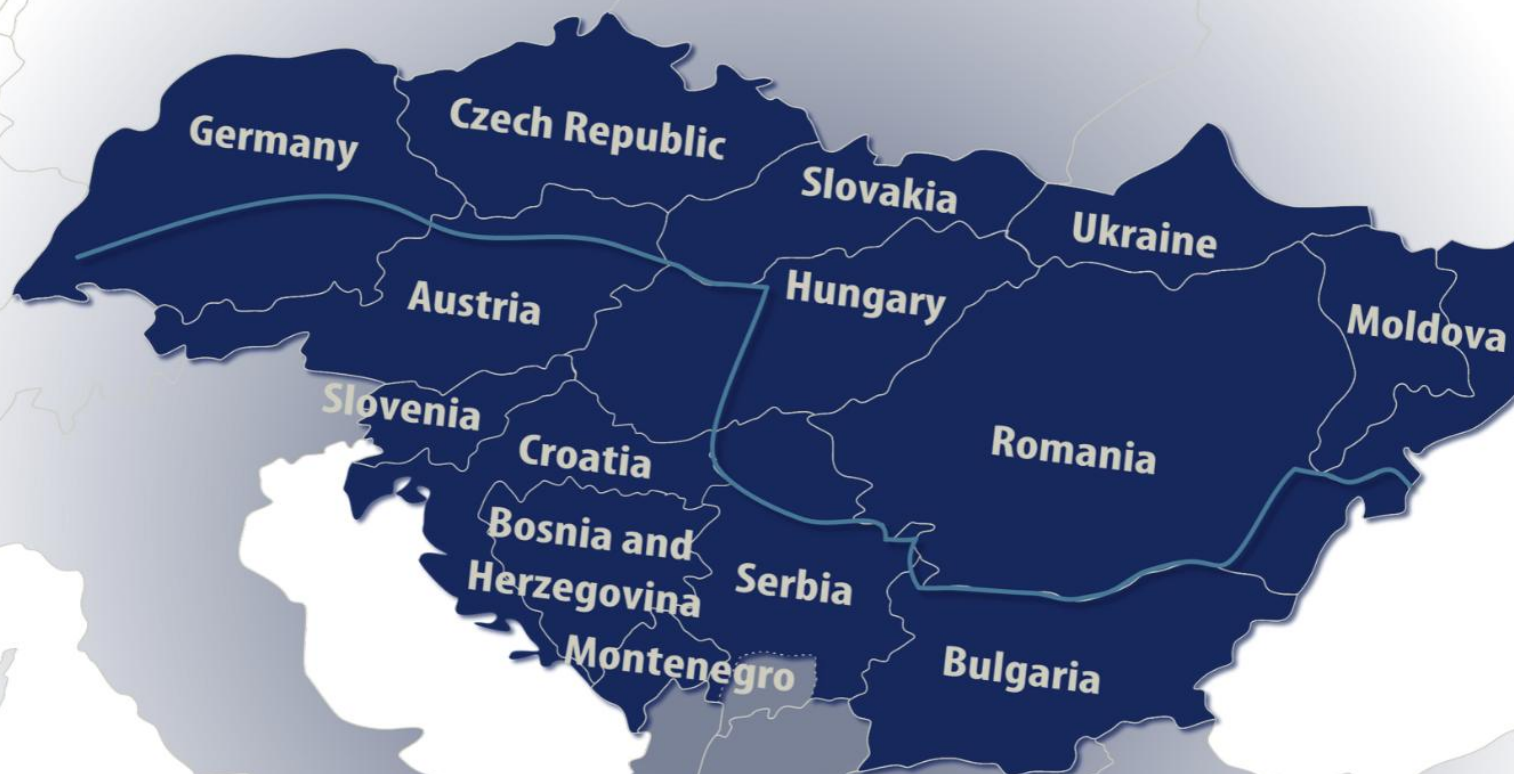 Germany
Czech Republic
Slovakia
Ukraine
Austria
Hungary
Moldova
Slovenia
Croatia
Romania
Bosnia and
Herzegovina
Serbia
Montenegro
Bulgaria